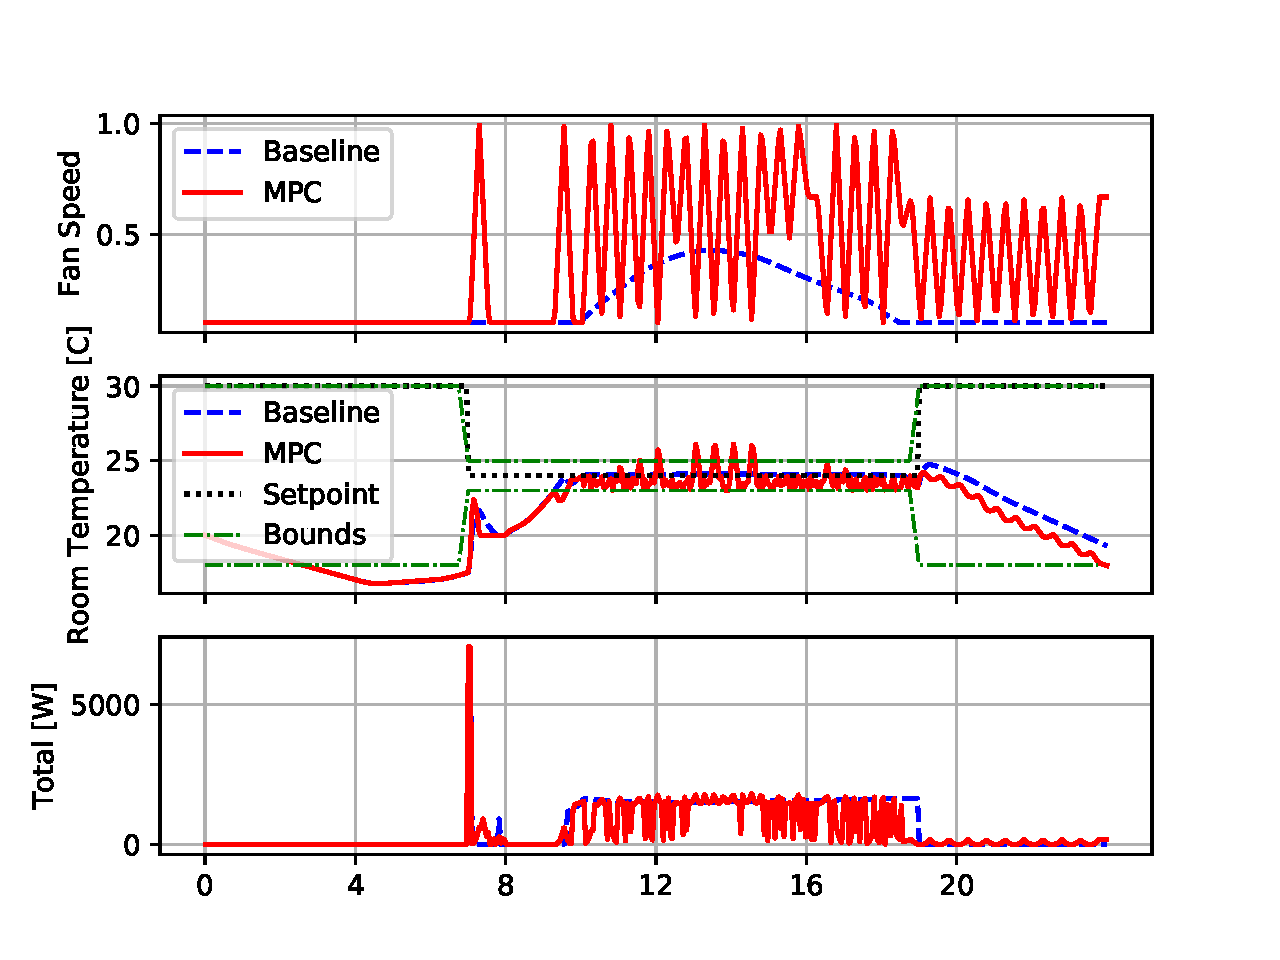 Fan Speed
1.0
0.5
Baseline
MPC
Room Temperature [C]
30
25
20
Baseline
MPC
Setpoint
Bounds
Total [W]
5000
0
0 4 8 12 16 20